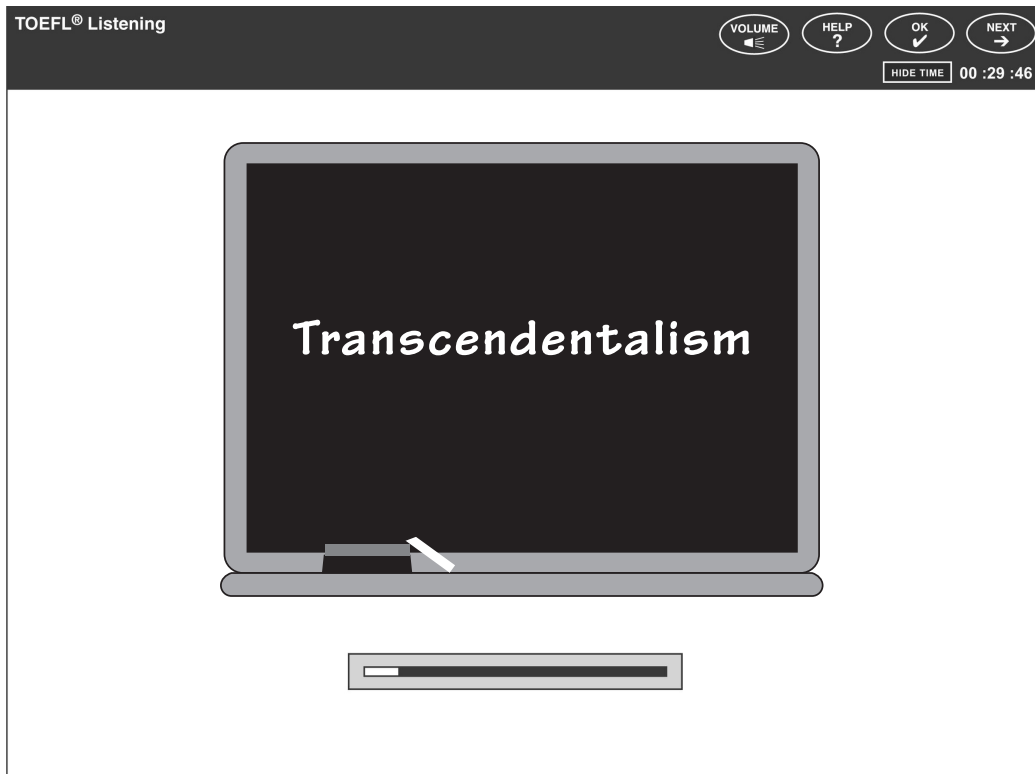 TOEFL® Listening
VOLUME
HELP
?
OK
NEXT
HIDE TIME 00 :29 :46
Transcendentalism